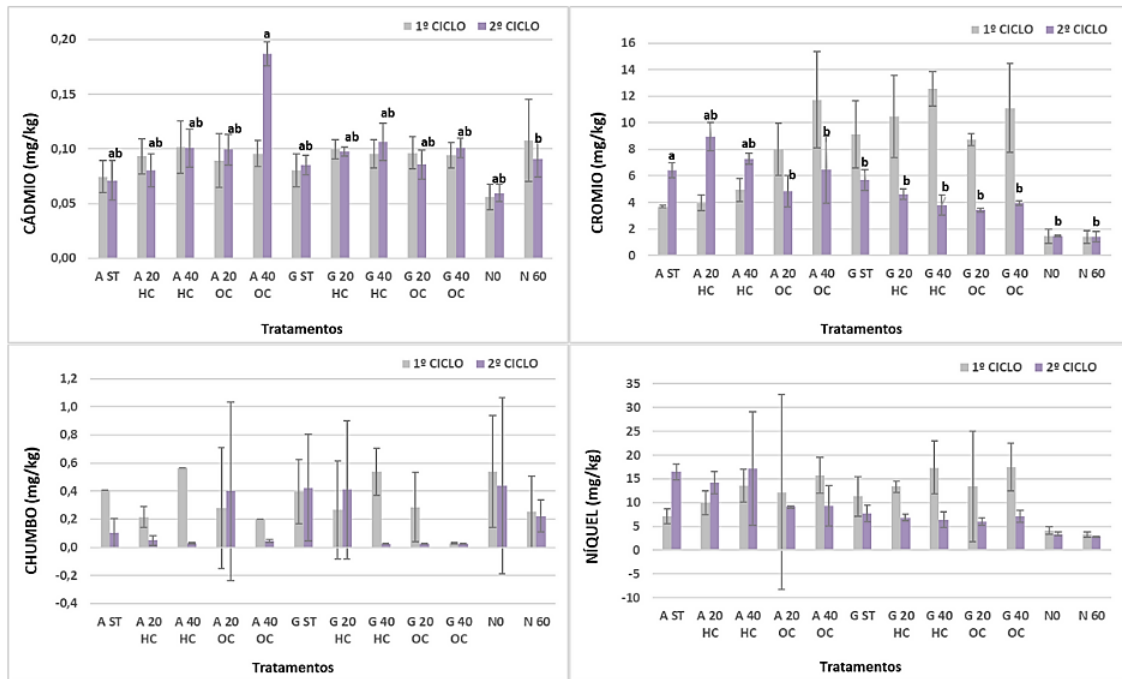 1º CICLO 2º CICLO
a
0,20
0,15
0,10
0,05
0,00
CÁDMIO (mg/kg)
ab ab ab ab ab ab ab ab ab ab b
A ST A 20 HC A 40 HC A 20 OC A 40 OC G ST G 20 HC G 40 HC G 20 OC G 40 OC N0 N 60
Tratamentos
1º CICLO 2º CICLO
16
14
12
10
8
6
4
2
0
CROMIO (mg/kg)
a ab ab b b b b b b b b b
A ST A 20 HC A 40 HC A 20 OC A 40 OC G ST G 20 HC G 40 HC G 20 OC G 40 OC N0 N 60
Tratamentos
1º CICLO 2º CICLO
1,2
1,0
0,8
0,6
0,4
0,2
0,0
-0,2
-0,4
CHUMBO (mg/kg)
A ST A 20 HC A 40 HC A 20 OC A 40 OC G ST G 20 HC G 40 HC G 20 OC G 40 OC N0 N 60
Tratamentos
1º CICLO 2º CICLO
35
30
25
20
15
10
5
0
-5
-10
NÍQUEL (mg/kg)
A ST A 20 HC A 40 HC A 20 OC A 40 OC G ST G 20 HC G 40 HC G 20 OC G 40 OC N0 N 60
Tratamentos